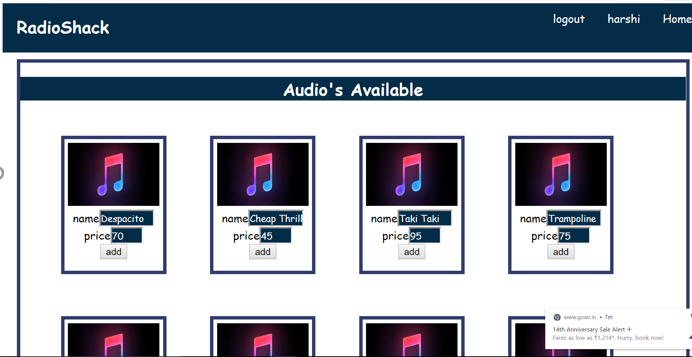 RadioShack
logout harshi Home
Audio's Available
name Despacito
price 70
add
name Cheap Thrill
price 45
add
name Taki Taki
price 95
add
name Trampoline
price 75
add
www.goair.in • 7m
14th Anniversary Sale Alert ✈
Fares as low as ₹1,214*. Hurry, book now!